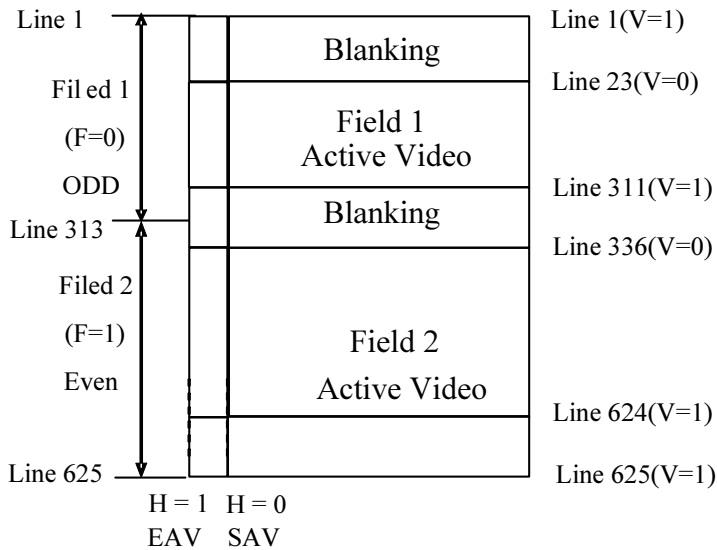 Line 1
Filed 1
(F=0)
ODD
Line 313
Filed 2
(F=1)
Even
Line 625
Blanking
Field 1
Active Video
Blanking
Field 2
Active Video
Line 1(V=1)
Line 23(V=0)
Line 311(V=1)
Line 336(V=0)
Line 624(V=1)
Line 625(V=1)
H = 1 H = 0
EAV SAV